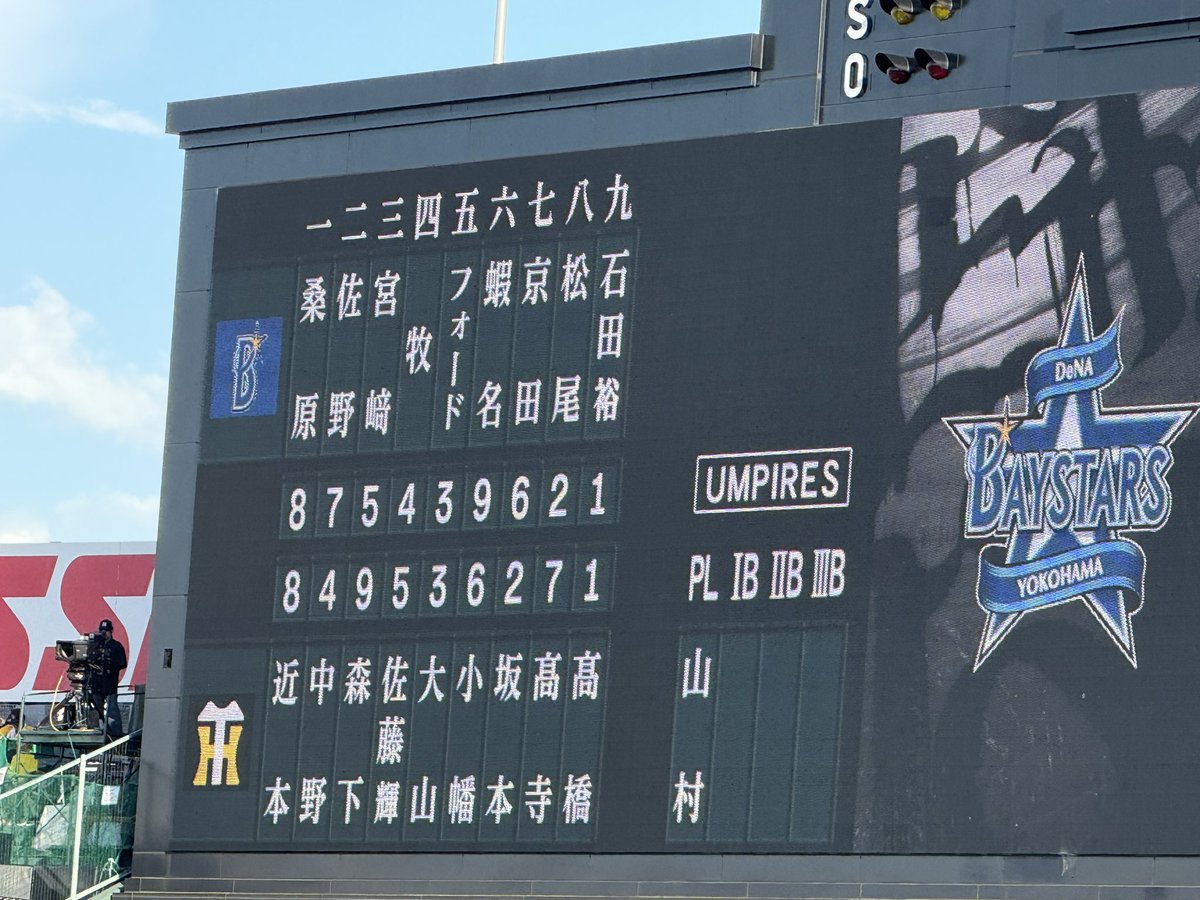 S
O
一 二 三 四 五 六 七 八 九
桑原 佐野 宮﨑 牧 フォード 蝦名 京田 松尾 石田裕
8 7 5 4 3 9 6 2 1
UMPIRES
8 4 9 5 3 6 2 7 1
PL ⅠB ⅡB ⅢB
近本 中野 森下 佐藤輝 大山 小幡 坂本 髙寺 髙橋
山村
B
TH
DeNA
BAYSTARS
YOKOHAMA